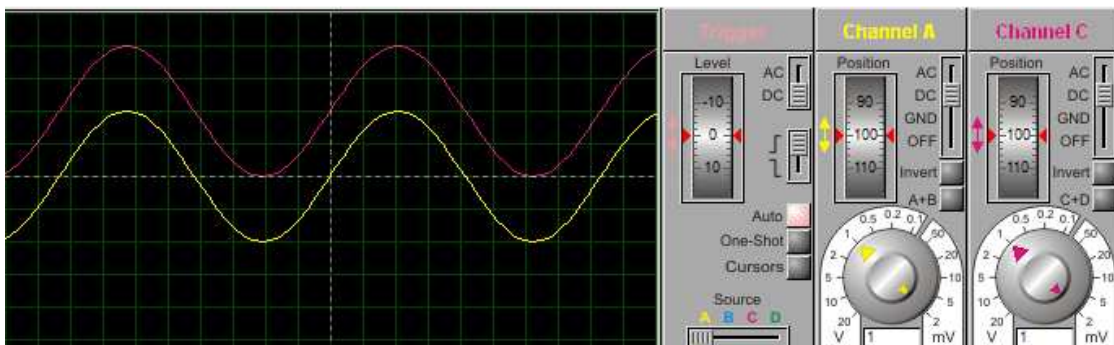 Trigger
Level
-10
0
10
AC
DC
Auto
One-Shot
Cursors
Source
A B C D
Channel A
Position
90
100
110
AC
DC
GND
OFF
Invert
A+B
20 10 5 2 1 0.5 0.2 0.1 50 20 10 5 2
V
1
mV
Channel C
Position
90
100
110
AC
DC
GND
OFF
Invert
C+D
20 10 5 2 1 0.5 0.2 0.1 50 20 10 5 2
V
1
mV